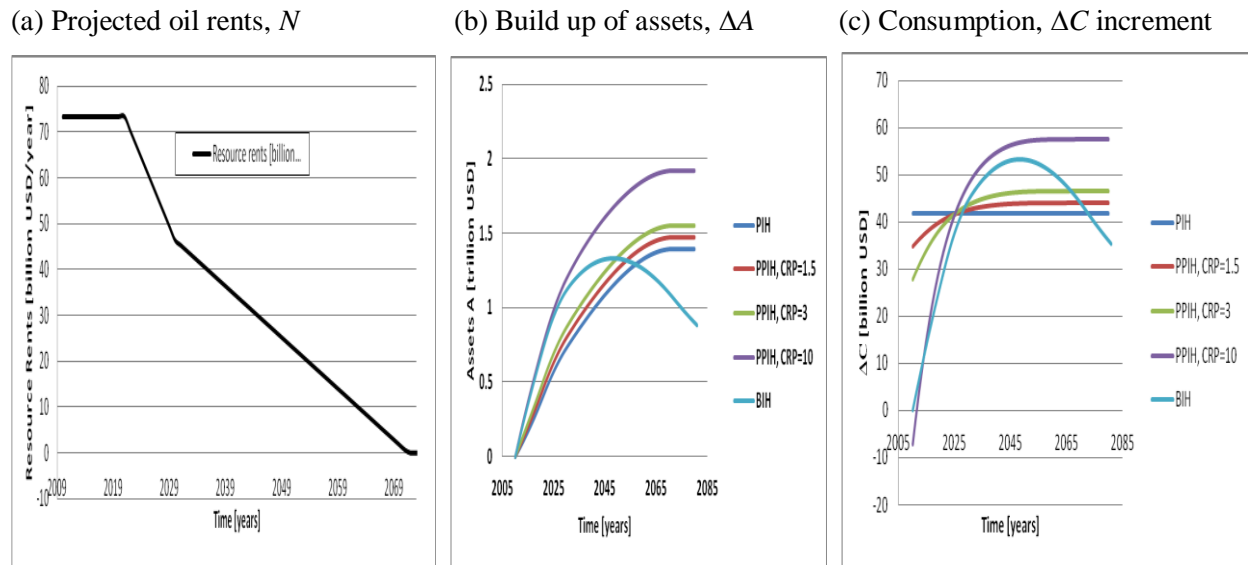 (a) Projected oil rents, N
(b) Build up of assets, ΔA
(c) Consumption, ΔC increment
Resource Rents [billion USD/year]
80
70
60
50
40
30
20
10
0
-10
Resource rents [billion...
2009 2019 2029 2039 2049 2059 2069
Time [years]
Assets A [trillion USD]
2.5
2
1.5
1
0.5
0
2005 2025 2045 2065 2085
Time [years]
PIH
PPIH, CRP=1.5
PPIH, CRP=3
PPIH, CRP=10
BIH
ΔC [billion USD]
70
60
50
40
30
20
10
0
-10
-20
2005 2025 2045 2065 2085
Time [years]
PIH
PPIH, CRP=1.5
PPIH, CRP=3
PPIH, CRP=10
BIH